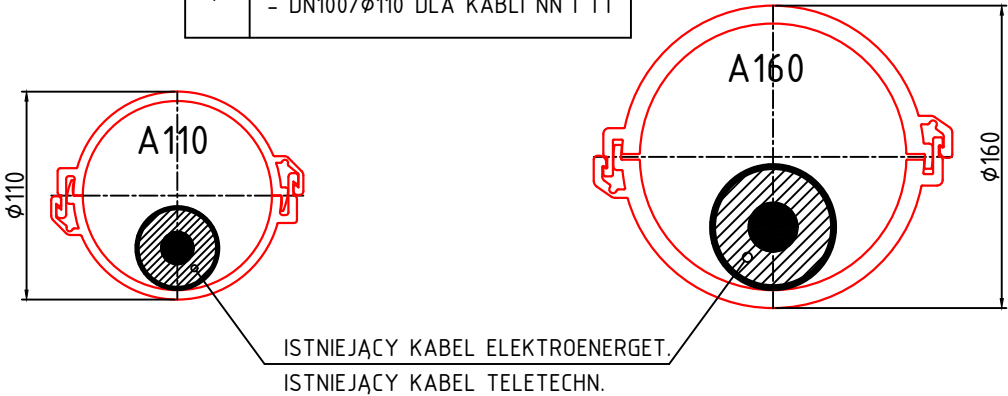 - DN100/φ110 DLA KABLI NN I TT
A110
A160
φ110
φ160
ISTNIEJĄCY KABEL ELEKTROENERGET.
ISTNIEJĄCY KABEL TELETECHN.